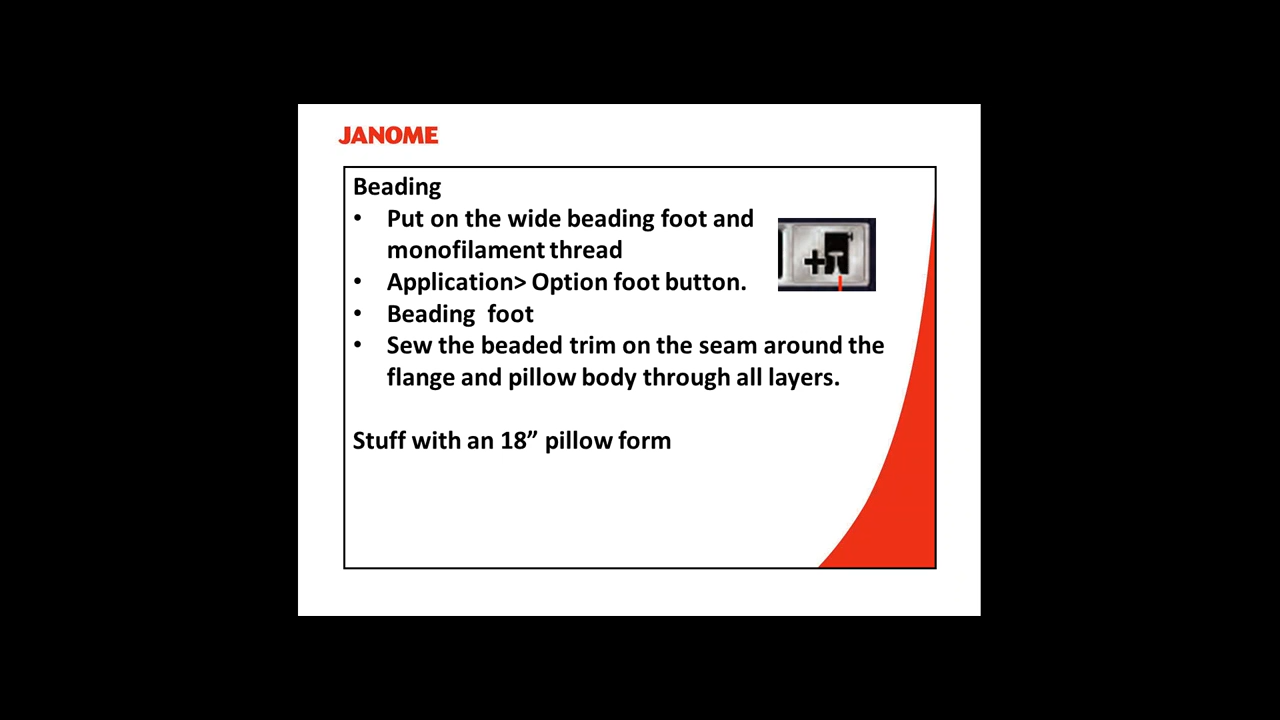 JANOME
Beading
• Put on the wide beading foot and
monofilament thread
• Application> Option foot button.
• Beading  foot
• Sew the beaded trim on the seam around the
flange and pillow body through all layers.
Stuff with an 18” pillow form